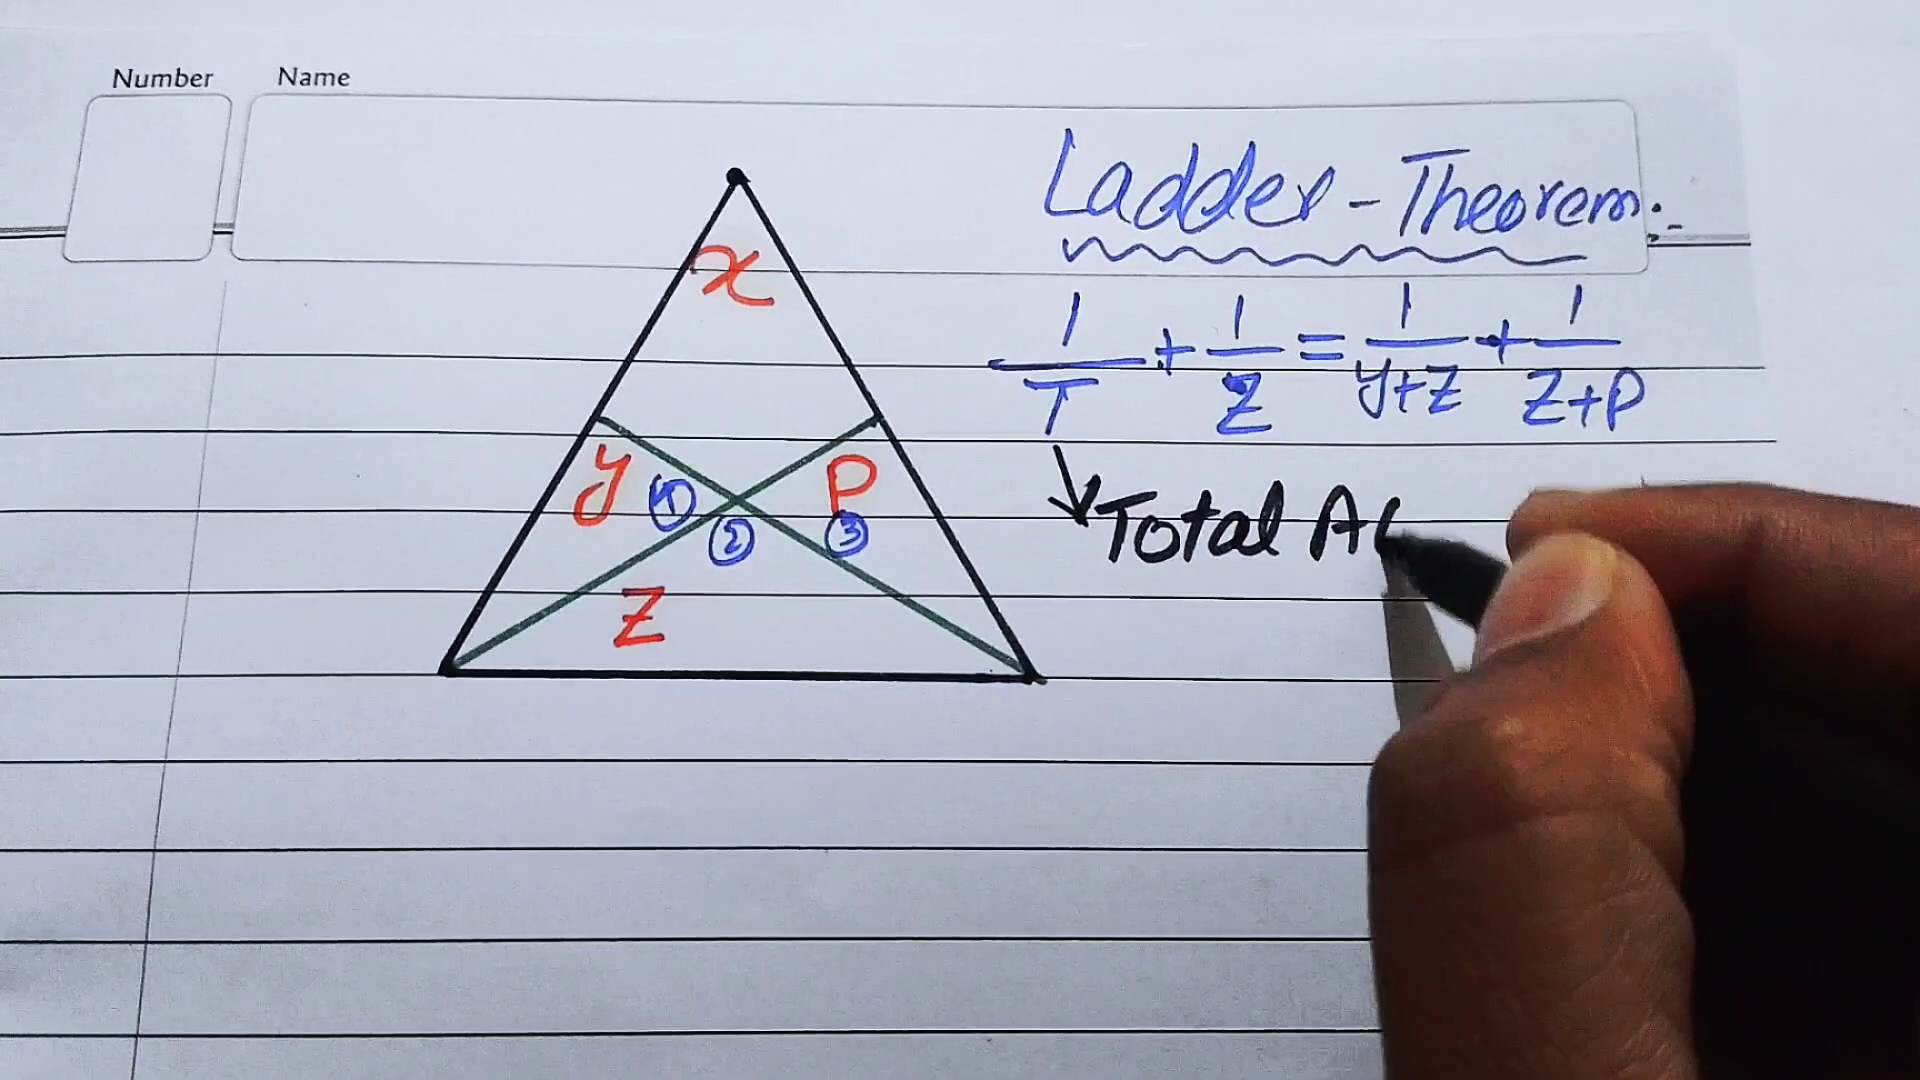 Number Name
Ladder-Theorem:-
x
1/T + 1/Z = 1/y+Z + 1/Z+P
y ① ② ③ P
Total A
Z